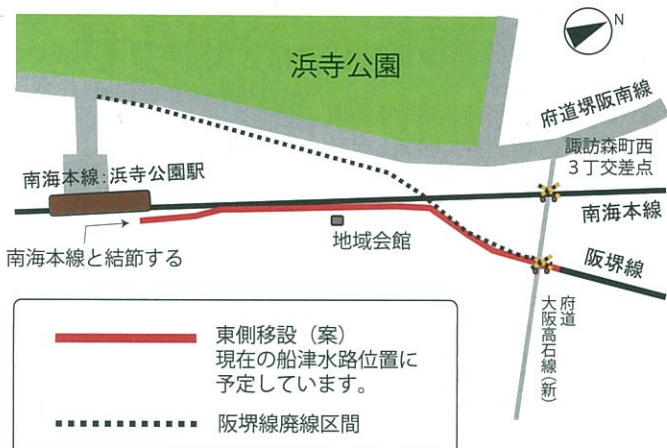 N
浜寺公園
府道堺阪南線
諏訪森町西
3丁交差点
南海本線:浜寺公園駅
南海本線
南海本線と結節する
地域会館
阪堺線
府道
大阪高石線(新)
東側移設(案)
現在の船津水路位置に
予定しています。
阪堺線廃線区間